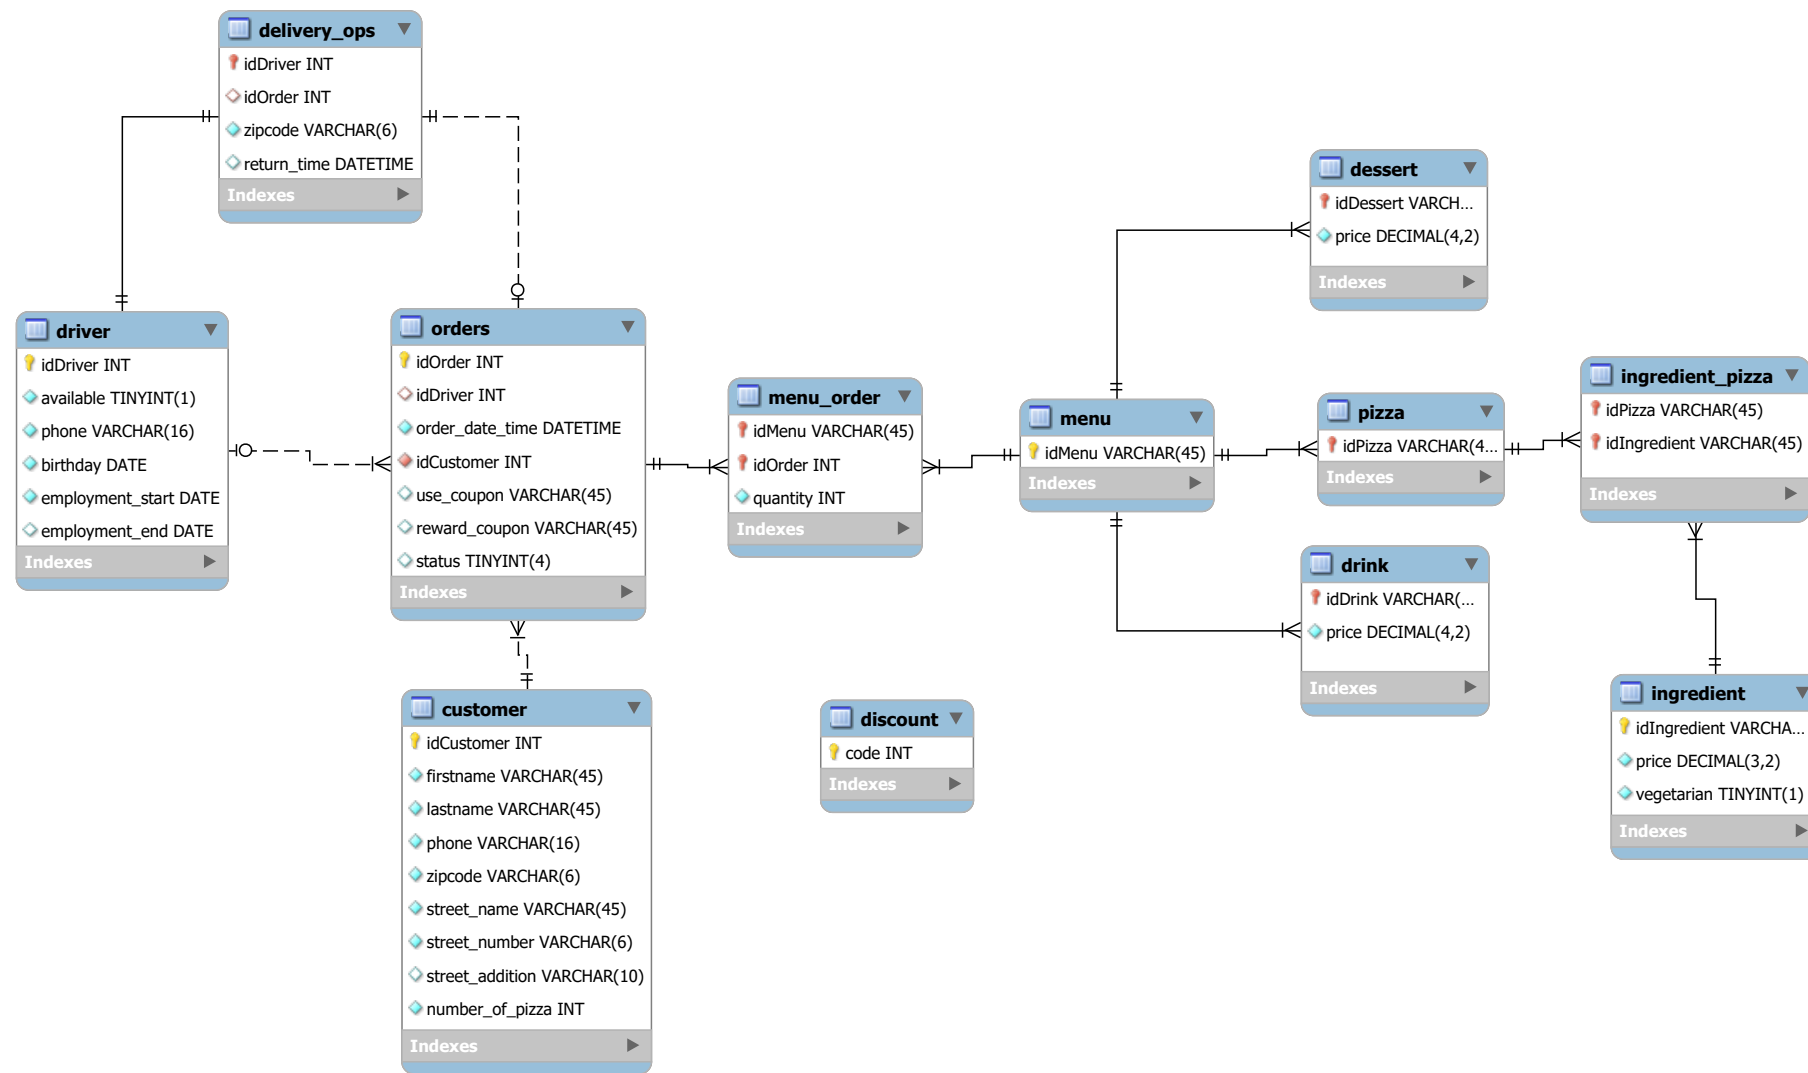 delivery_ops
idDriver INT
idOrder INT
zipcode VARCHAR(6)
return_time DATETIME
Indexes
driver
idDriver INT
available TINYINT(1)
phone VARCHAR(16)
birthday DATE
employment_start DATE
employment_end DATE
Indexes
orders
idOrder INT
idDriver INT
order_date_time DATETIME
idCustomer INT
use_coupon VARCHAR(45)
reward_coupon VARCHAR(45)
status TINYINT(4)
Indexes
customer
idCustomer INT
firstname VARCHAR(45)
lastname VARCHAR(45)
phone VARCHAR(16)
zipcode VARCHAR(6)
street_name VARCHAR(45)
street_number VARCHAR(6)
street_addition VARCHAR(10)
number_of_pizza INT
Indexes
menu_order
idMenu VARCHAR(45)
idOrder INT
quantity INT
Indexes
discount
code INT
Indexes
menu
idMenu VARCHAR(45)
Indexes
dessert
idDessert VARCH...
price DECIMAL(4,2)
Indexes
pizza
idPizza VARCHAR(4...
Indexes
drink
idDrink VARCHAR(...
price DECIMAL(4,2)
Indexes
ingredient_pizza
idPizza VARCHAR(45)
idIngredient VARCHAR(45)
Indexes
ingredient
idIngredient VARCHA...
price DECIMAL(3,2)
vegetarian TINYINT(1)
Indexes